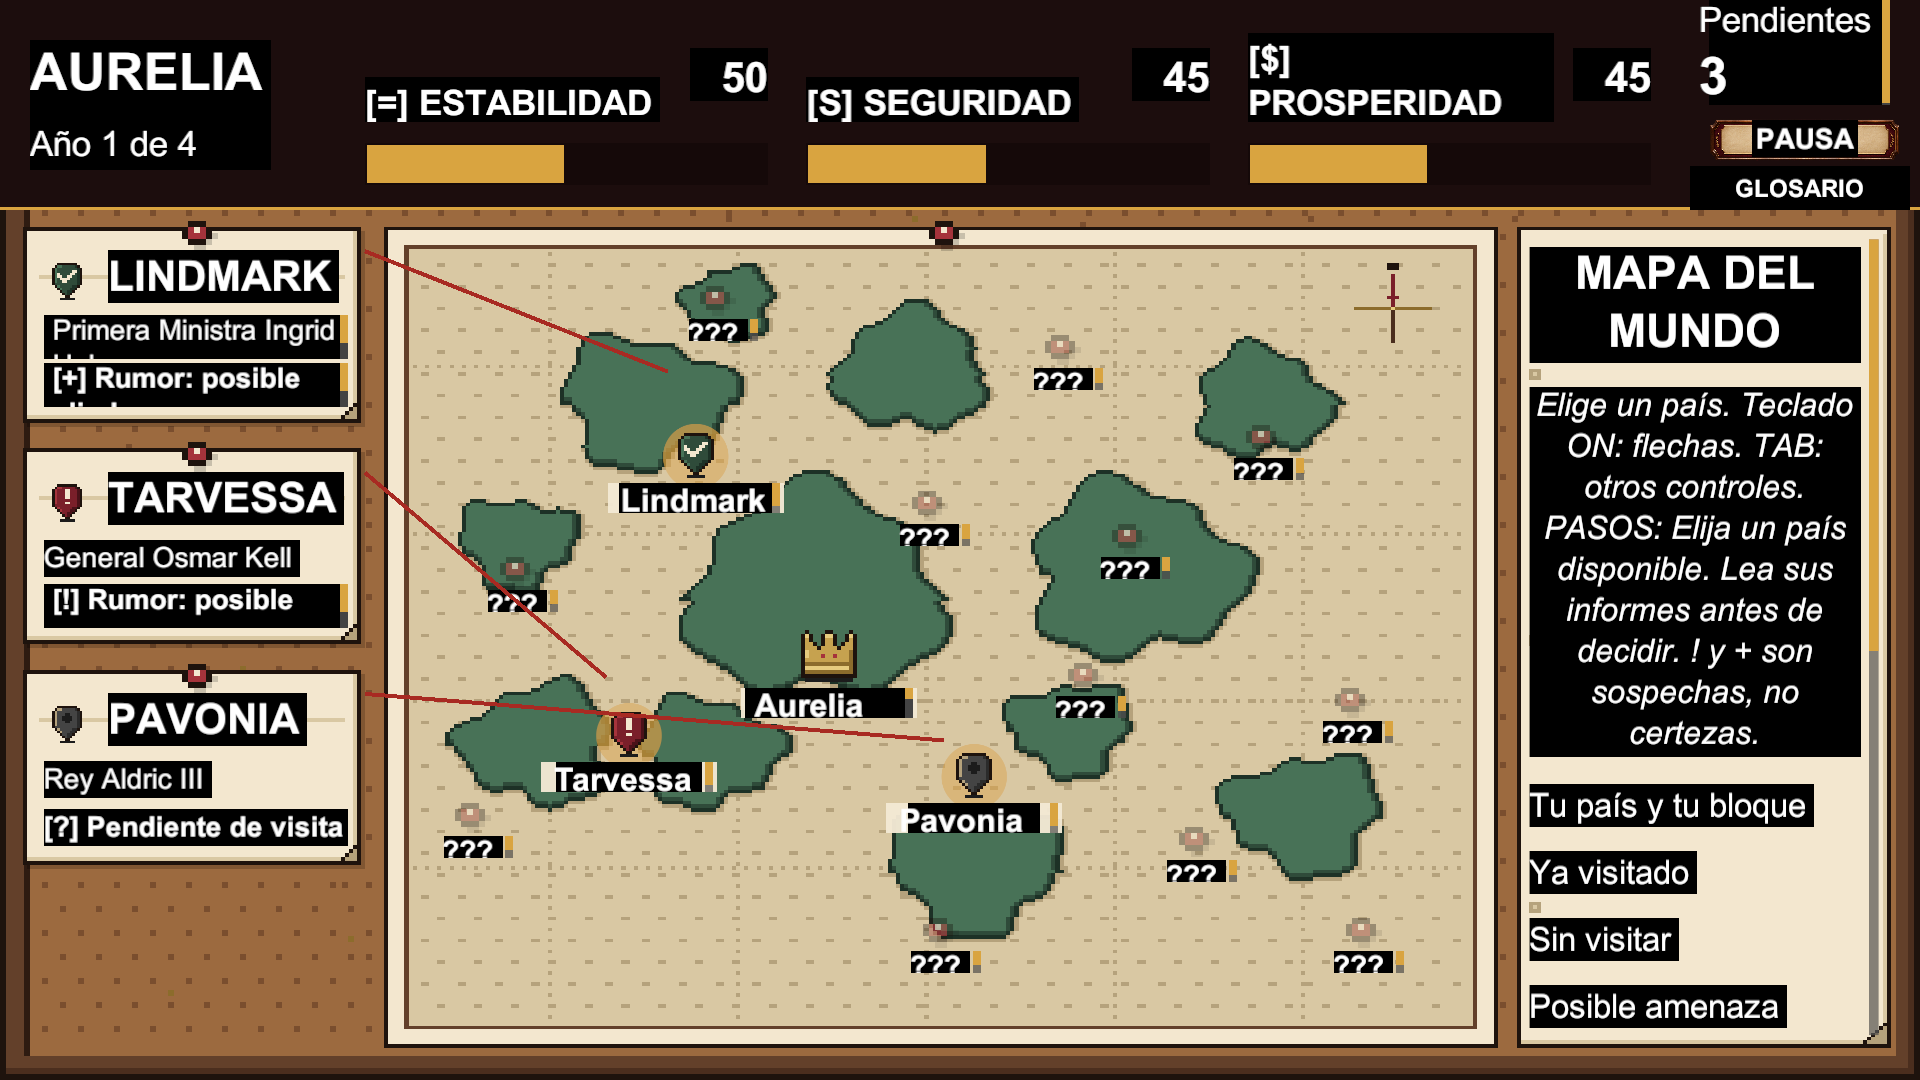 AURELIA
Año 1 de 4
[=] ESTABILIDAD
50
[S] SEGURIDAD
45
[$]
PROSPERIDAD
45
Pendientes
3
PAUSA
GLOSARIO
LINDMARK
Primera Ministra Ingrid
[+] Rumor: posible
TARVESSA
General Osmar Kell
[!] Rumor: posible
PAVONIA
Rey Aldric III
[?] Pendiente de visita
???
???
???
Lindmark
???
???
???
Aurelia
???
???
Tarvessa
Pavonia
???
???
???
???
MAPA DEL
MUNDO
Elige un país. Teclado
ON: flechas. TAB:
otros controles.
PASOS: Elija un país
disponible. Lea sus
informes antes de
decidir. ! y + son
sospechas, no
certezas.
Tu país y tu bloque
Ya visitado
Sin visitar
Posible amenaza